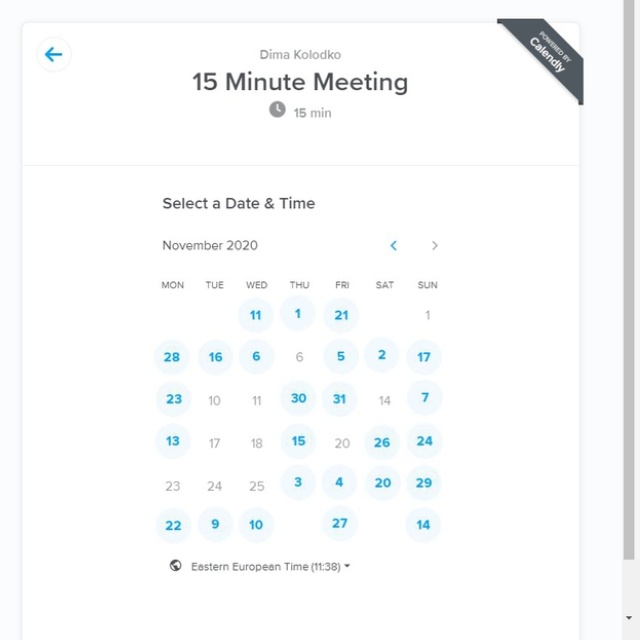 POWERED BY
Calendly
Dima Kolodko
15 Minute Meeting
15 min
Select a Date & Time
November 2020
MON TUE WED THU FRI SAT SUN
11 1 21 1
28 16 6 6 5 2 17
23 10 11 30 31 14 7
13 17 18 15 20 26 24
23 24 25 3 4 20 29
22 9 10 27 14
Eastern European Time (11:38)